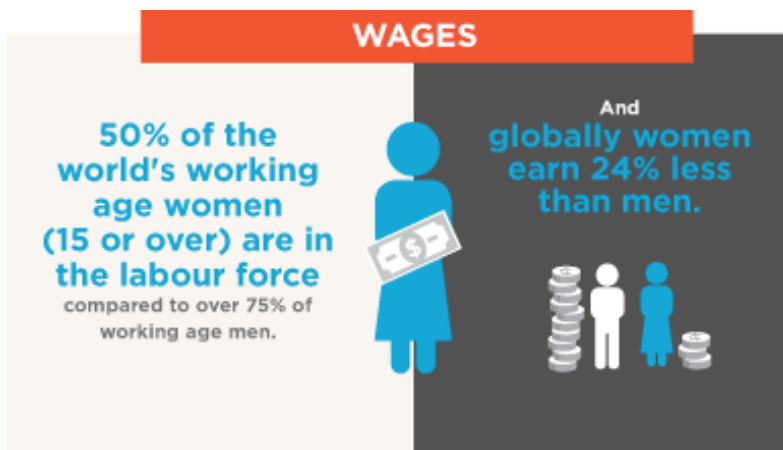 WAGES
50% of the
world's working
age women
(15 or over) are in
the labour force
compared to over 75% of
working age men.
And
globally women
earn 24% less
than men.
$